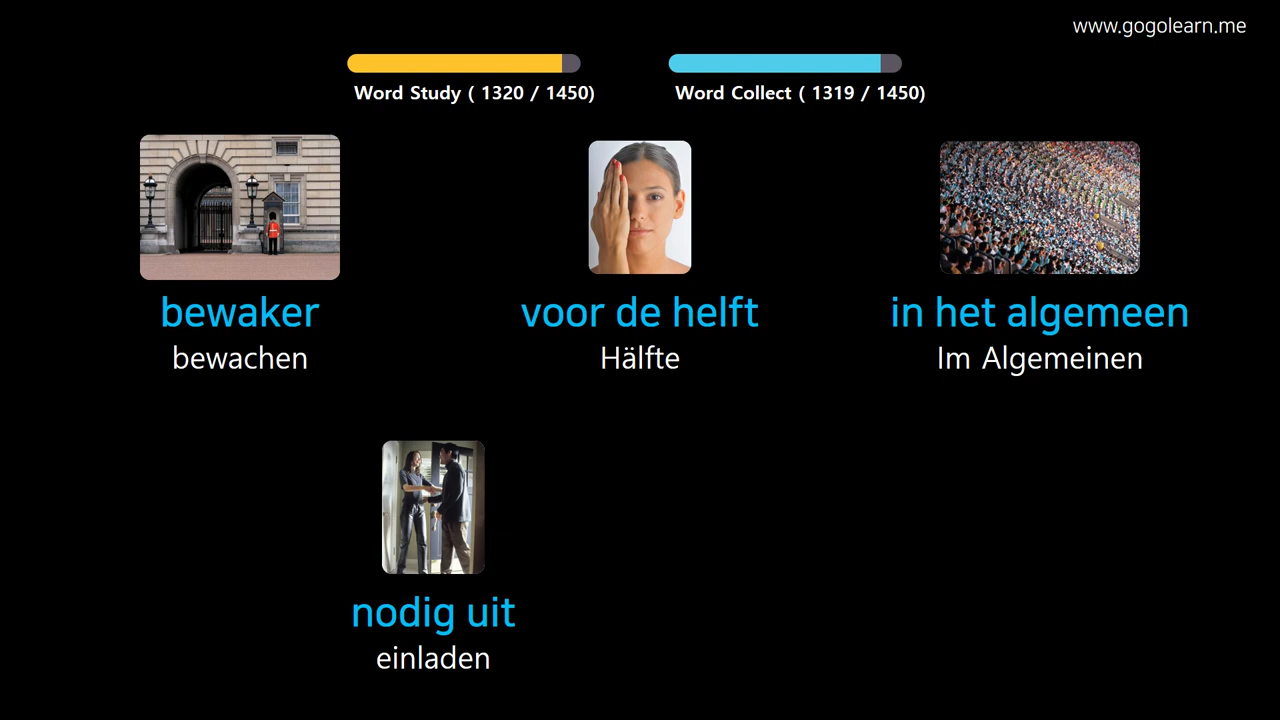 www.gogolearn.me
Word Study ( 1320 / 1450)
Word Collect ( 1319 / 1450)
bewaker
bewachen
voor de helft
Hälfte
in het algemeen
Im Algemeinen
nodig uit
einladen